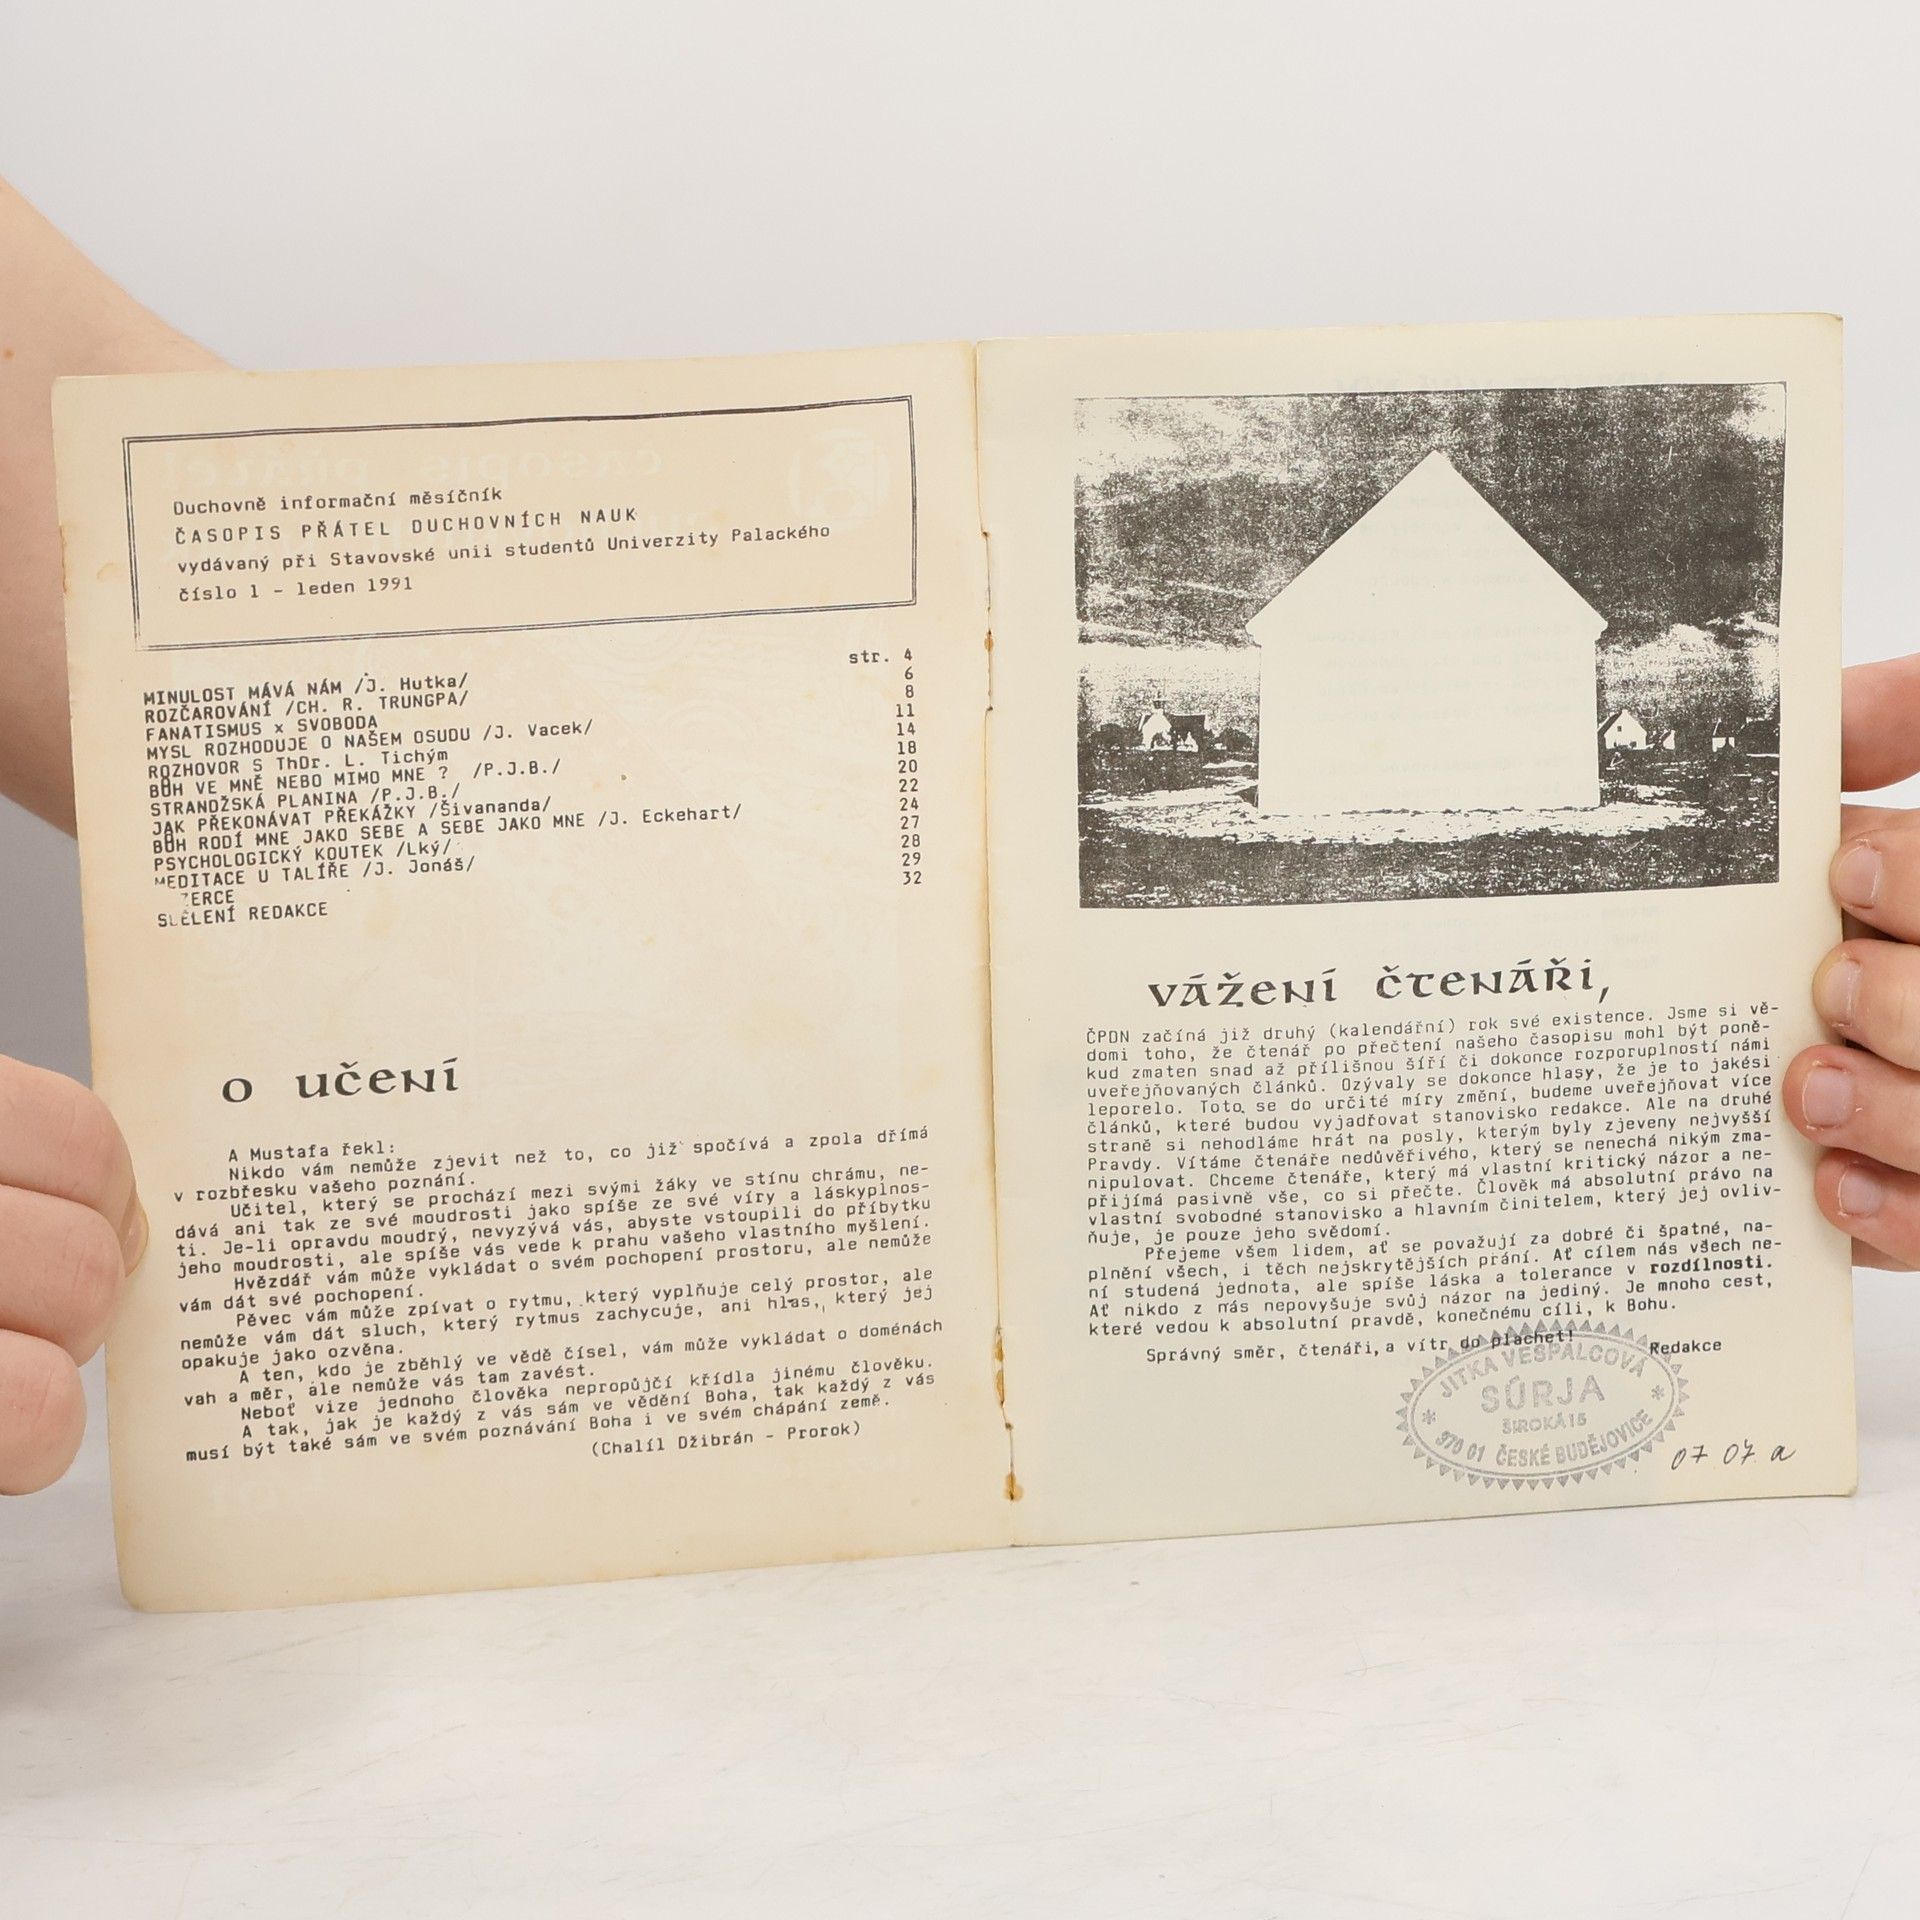 Duchovně informační měsíčník
ČASOPIS PŘÁTEL DUCHOVNÍCH NAUK
vydávaný při Stavovské unii studentů Univerzity Palackého
číslo 1 - leden 1991
str. 4
MINULOST MÁVÁ NÁM /J. Hutka/ 6
ROZČAROVÁNÍ /CH. R. TRUNGPA/ 8
FANATISMUS x SVOBODA 11
MYSL ROZHODUJE O NAŠEM OSUDU /J. Vacek/ 14
ROZHOVOR S ThDr. L. Tichým 18
BŮH VE MNĚ NEBO MIMO MNE ? /P.J.B./ 20
STRANDŽSKÁ PLANINA /P.J.B./ 22
JAK PŘEKONÁVAT PŘEKÁŽKY /Šivananda/ 24
BŮH RODÍ MNE JAKO SEBE A SEBE JAKO MNE /J. Eckehart/ 27
PSYCHOLOGICKÝ KOUTEK /Lký/ 28
MEDITACE U TALÍŘE /J. Jonáš/ 29
ZERCE 32
SDĚLENÍ REDAKCE
O UČENÍ
A Mustafa řekl:
Nikdo vám nemůže zjevit než to, co již spočívá a zpola dřímá
v rozbřesku vašeho poznání.
Učitel, který se prochází mezi svými žáky ve stínu chrámu, ne-
dává ani tak ze své moudrosti jako spíše ze své víry a láskyplnos-
ti. Je-li opravdu moudrý, nevyzývá vás, abyste vstoupili do příbytku
jeho moudrosti, ale spíše vás vede k prahu vašeho vlastního myšlení.
Hvězdář vám může vykládat o svém pochopení prostoru, ale nemůže
vám dát své pochopení.
Pěvec vám může zpívat o rytmu, který vyplňuje celý prostor, ale
nemůže vám dát sluch, který rytmus zachycuje, ani hlas, který jej
opakuje jako ozvěna.
A ten, kdo je zběhlý ve vědě čísel, vám může vykládat o doménách
vah a měr, ale nemůže vás tam zavést.
Neboť vize jednoho člověka nepropůjčí křídla jinému člověku.
A tak, jak je každý z vás sám ve vědění Boha, tak každý z vás
musí být také sám ve svém poznávání Boha i ve svém chápání země.
(Chalíl Džibrán - Prorok)
VÁŽENÍ ČTENÁŘI,
ČPDN začíná již druhý (kalendářní) rok své existence. Jsme si vě-
domi toho, že čtenář po přečtení našeho časopisu mohl být poně-
kud zmaten snad až přílišnou šíří či dokonce rozporuplností námi
uveřejňovaných článků. Ozývaly se dokonce hlasy, že je to jakési
leporelo. Toto se do určité míry změní, budeme uveřejňovat více
článků, které budou vyjadřovat stanovisko redakce. Ale na druhé
straně si nehodláme hrát na posly, kterým byly zjeveny nejvyšší
Pravdy. Vítáme čtenáře nedůvěřivého, který se nenechá nikým zma-
nipulovat. Chceme čtenáře, který má vlastní kritický názor a ne-
přijímá pasivně vše, co si přečte. Člověk má absolutní právo na
vlastní svobodné stanovisko a hlavním činitelem, který jej ovliv-
ňuje, je pouze jeho svědomí.
Přejeme všem lidem, ať se považují za dobré či špatné, na-
plnění všech, i těch nejskrytějších přání. Ať cílem nás všech ne-
ní studená jednota, ale spíše láska a tolerance v rozdílnosti.
Ať nikdo z nás nepovyšuje svůj názor na jediný. Je mnoho cest,
které vedou k absolutní pravdě, konečnému cíli, k Bohu.
Správný směr, čtenáři, a vítr do plachet!
Redakce
JITKA VESPALCOVÁ
SÚRJA
ŠIROKÁ 15
370 01 ČESKÉ BUDĚJOVICE
07 07 a